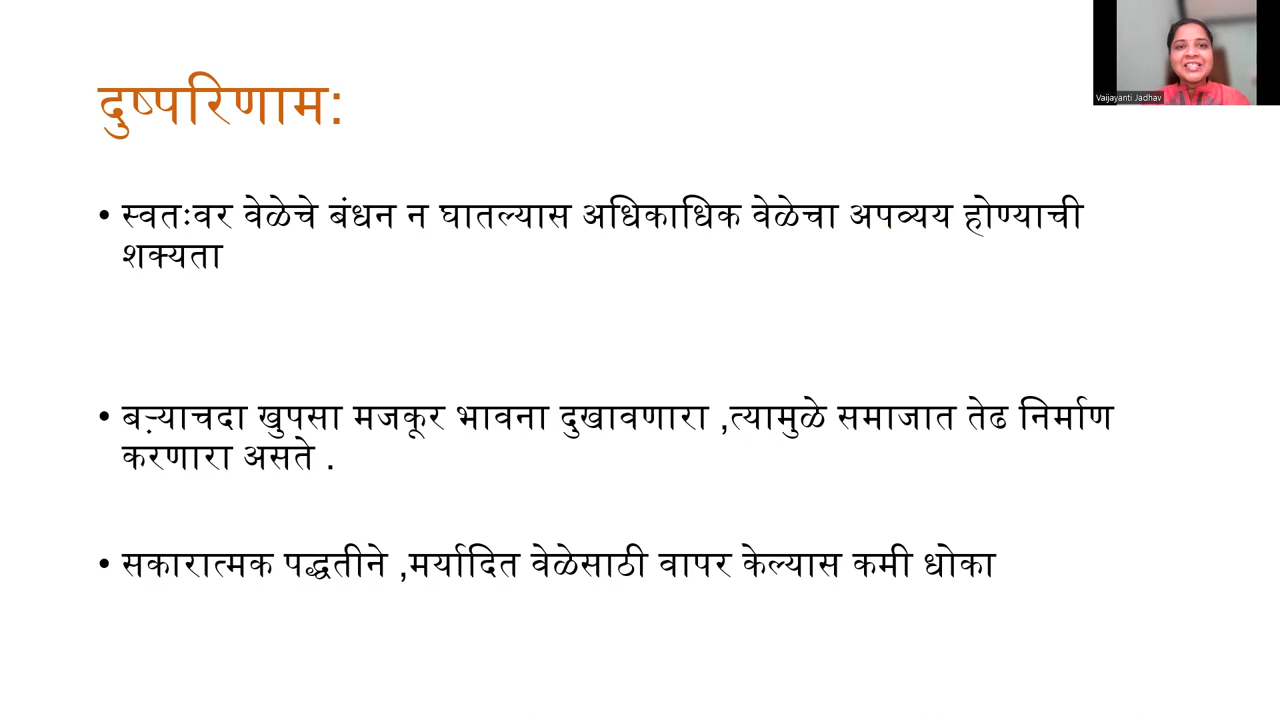 Vaijayanti Jadhav
दुष्परिणाम:
• स्वतःवर वेळेचे बंधन न घातल्यास अधिकाधिक वेळेचा अपव्यय होण्याची
शक्यता
• बऱ्याचदा खुपसा मजकूर भावना दुखावणारा ,त्यामुळे समाजात तेढ निर्माण
करणारा असते .
• सकारात्मक पद्धतीने ,मर्यादित वेळेसाठी वापर केल्यास कमी धोका